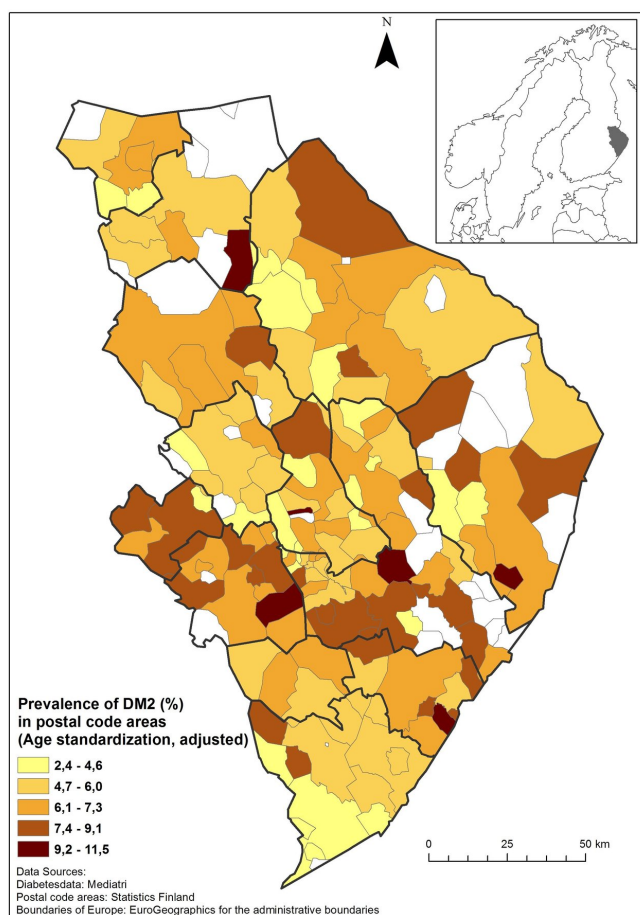 N
Prevalence of DM2 (%)
in postal code areas
(Age standardization, adjusted)
2,4 - 4,6
4,7 - 6,0
6,1 - 7,3
7,4 - 9,1
9,2 - 11,5
0 25 50 km
Data Sources:
Diabetesdata: Mediatri
Postal code areas: Statistics Finland
Boundaries of Europe: EuroGeographics for the administrative boundaries